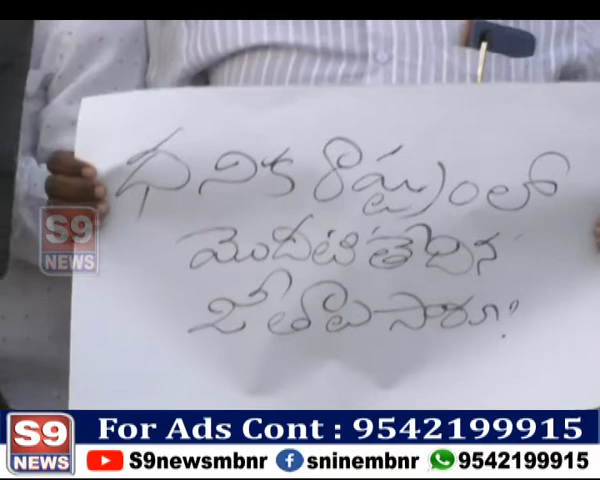 ధనిక రాష్ట్రంలో
మొదటి తేదిన
జీతాలు సారూ!
S9
NEWS
S9
NEWS
For Ads Cont : 9542199915
S9newsmbnr sninembnr 9542199915